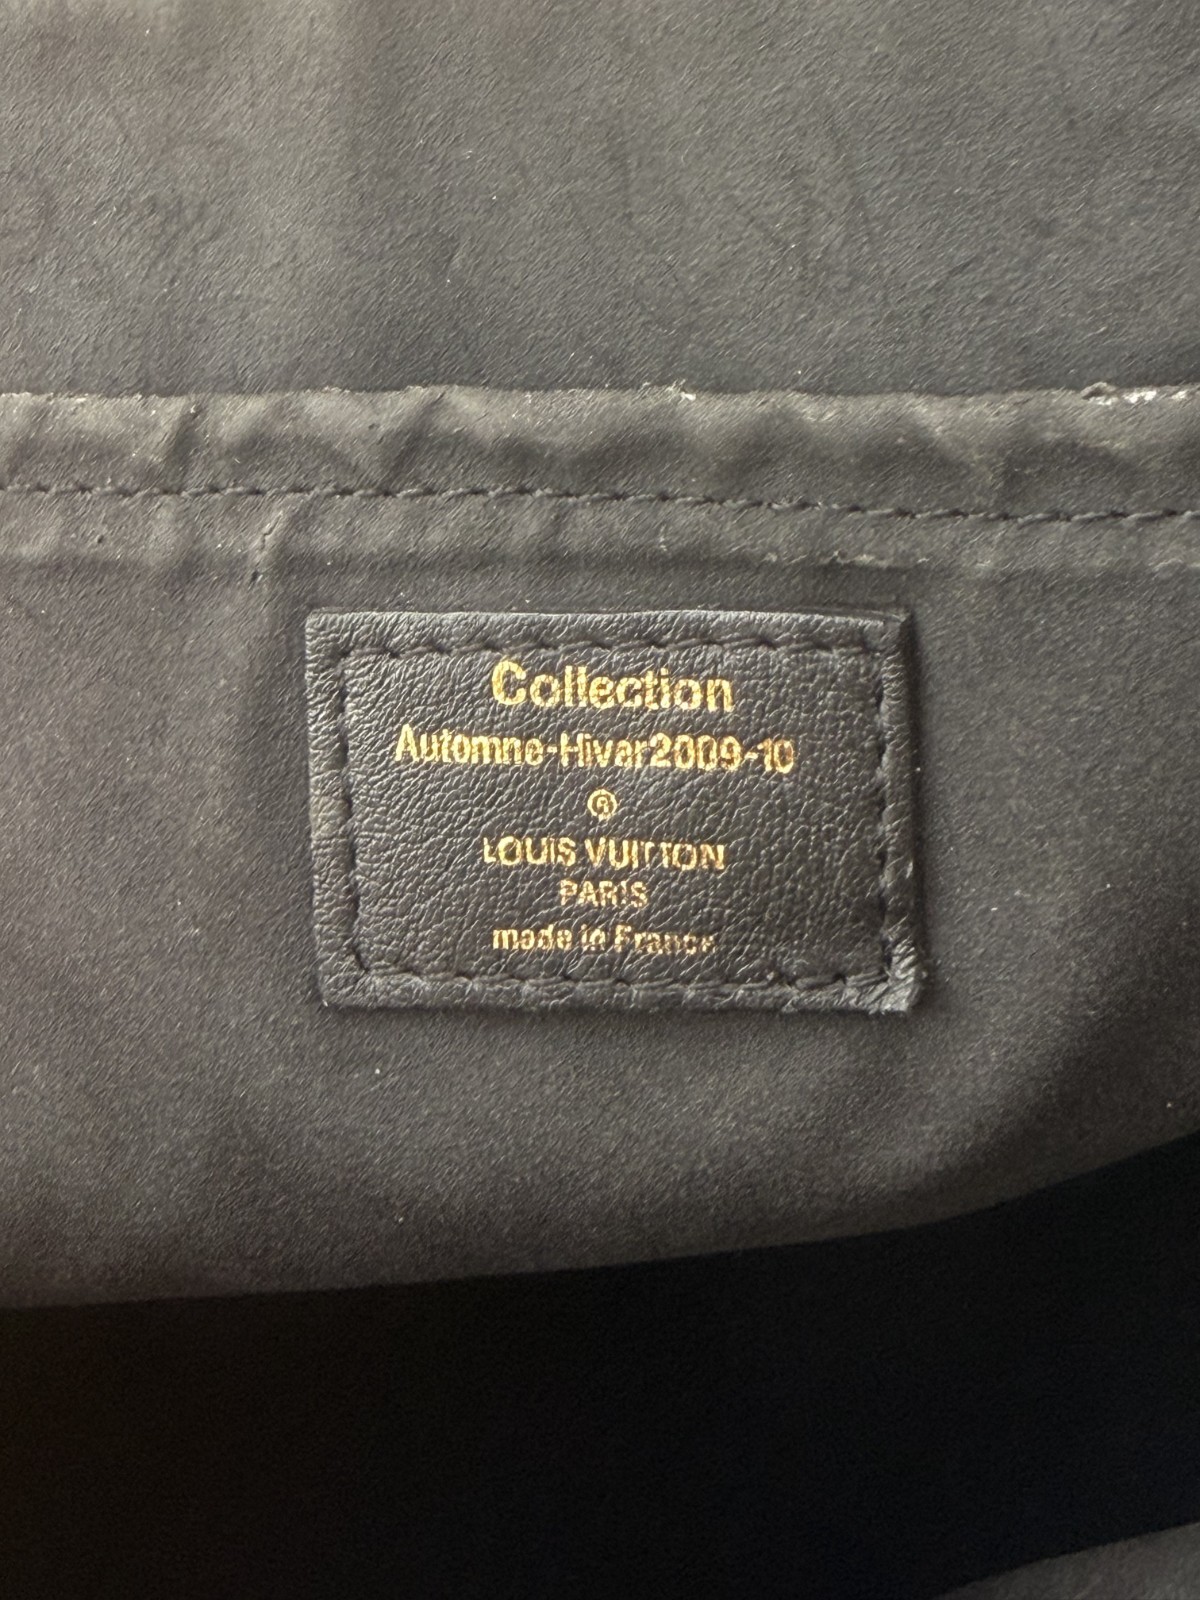 Collection
Automne-Hivar2009-10
®
LOUIS VUITTON
PARIS
made in France